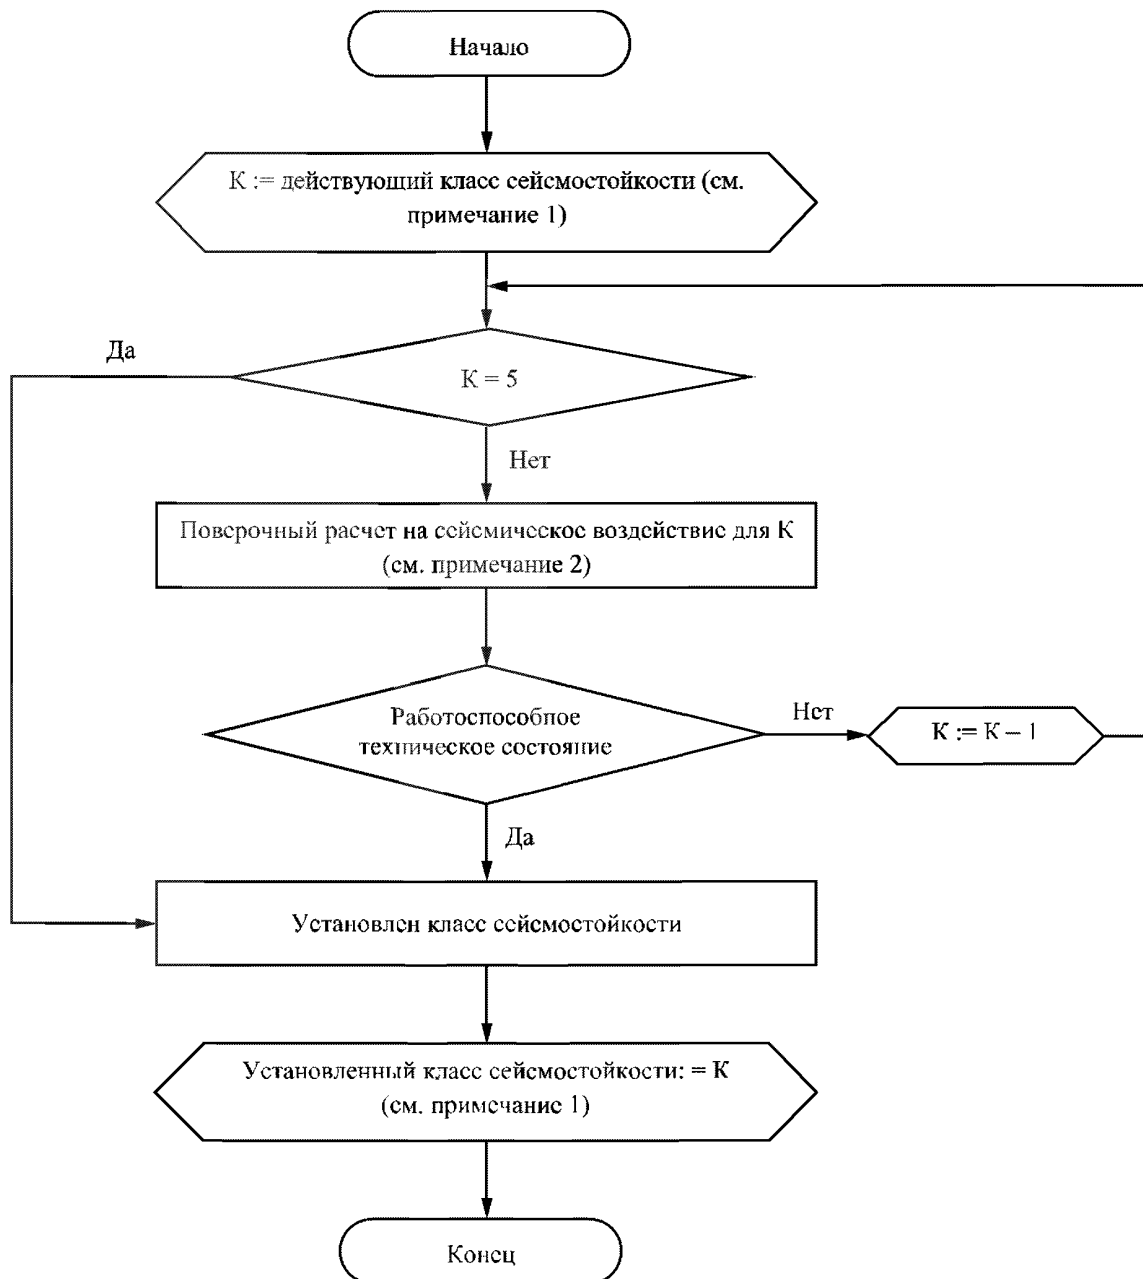 Начало
К := действующий класс сейсмостойкости (см.
примечание 1)
Да
К = 5
Нет
Поверочный расчет на сейсмическое воздействие для К
(см. примечание 2)
Работоспособное
техническое состояние
Нет
К := К – 1
Да
Установлен класс сейсмостойкости
Установленный класс сейсмостойкости: = К
(см. примечание 1)
Конец